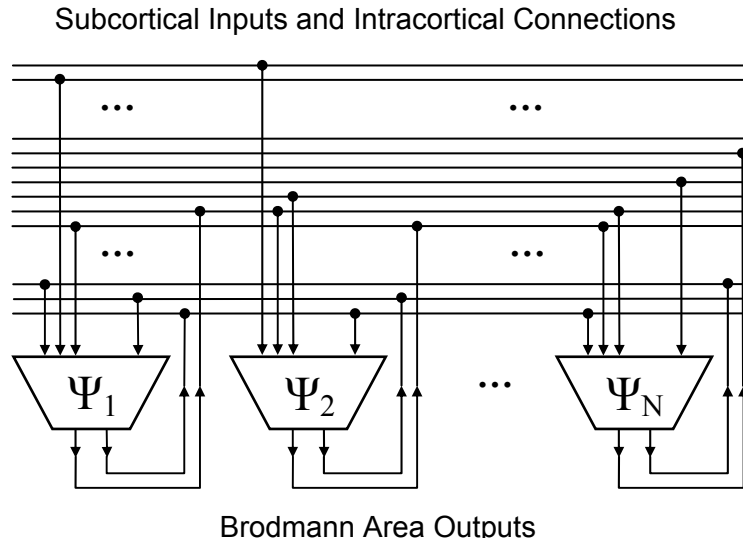 Subcortical Inputs and Intracortical Connections
... ...
... ...
Ψ1 Ψ2 ... ΨN
Brodmann Area Outputs